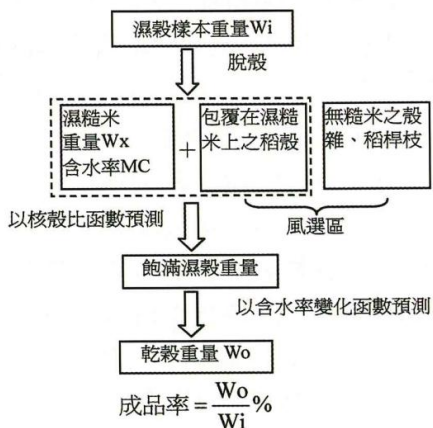 濕穀樣本重量Wi
脫殼
濕糙米
重量Wx
含水率MC
+
包覆在濕糙
米上之稻殼
無糙米之殼
雜、稻桿枝
以核殼比函數預測
風選區
飽滿濕穀重量
以含水率變化函數預測
乾穀重量 Wo
成品率=Wo/Wi%